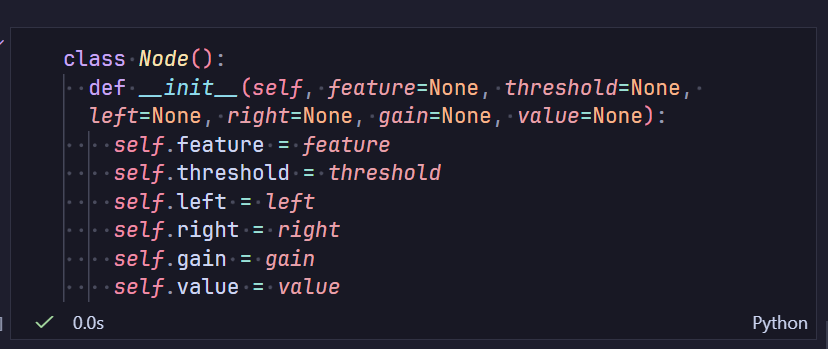 class Node():
def __init__(self, feature=None, threshold=None,
left=None, right=None, gain=None, value=None):
self.feature = feature
self.threshold = threshold
self.left = left
self.right = right
self.gain = gain
self.value = value
0.0s Python